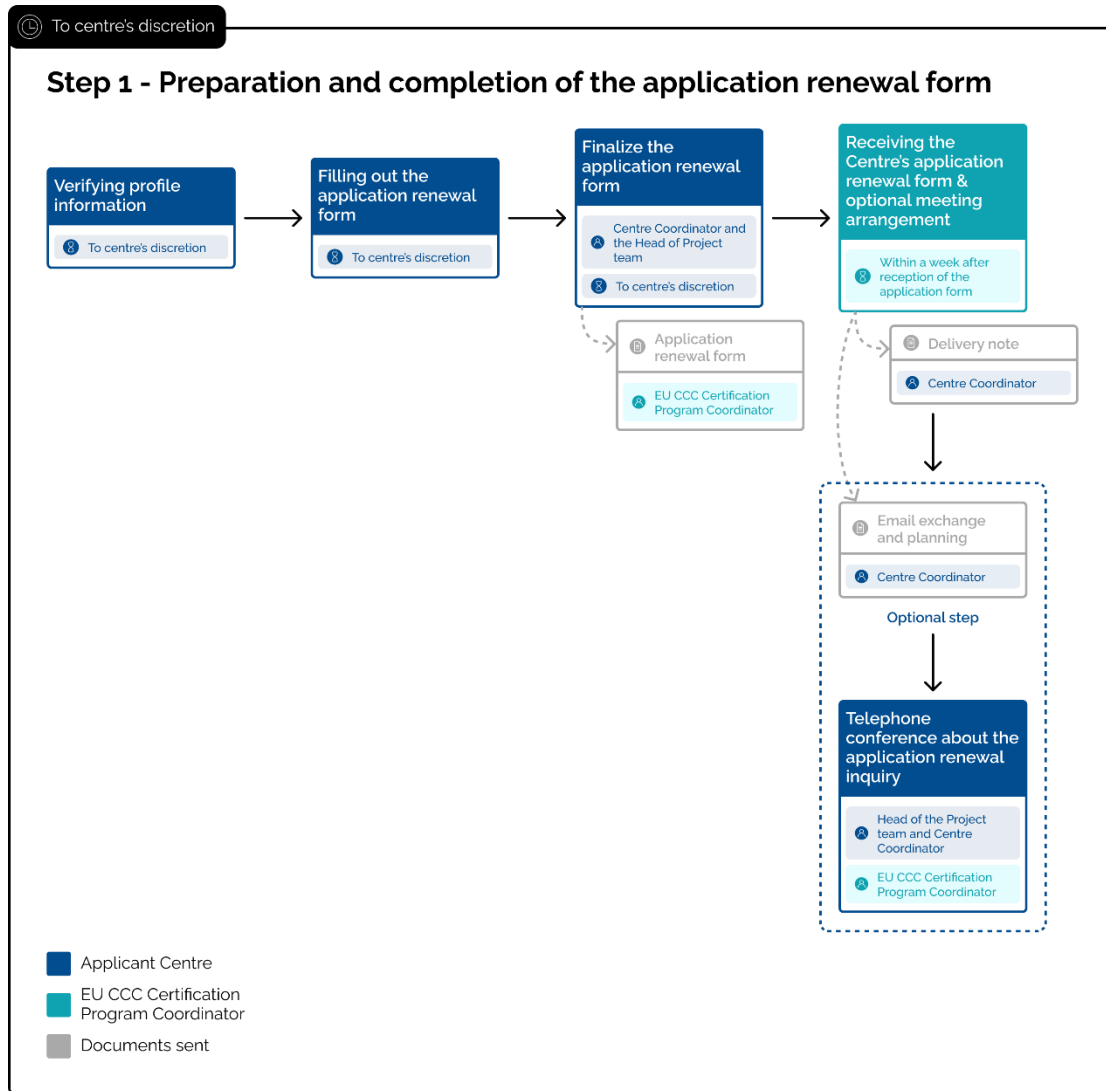 To centre's discretion
Step 1 - Preparation and completion of the application renewal form
Verifying profile
information
To centre's discretion
Filling out the
application renewal
form
To centre's discretion
Finalize the
application renewal
form
Centre Coordinator and
the Head of Project
team
To centre's discretion
Application
renewal form
EU CCC Certification
Program Coordinator
Receiving the
Centre's application
renewal form &
optional meeting
arrangement
Within a week after
reception of the
application form
Delivery note
Centre Coordinator
Email exchange
and planning
Centre Coordinator
Optional step
Telephone
conference about the
application renewal
inquiry
Head of the Project
team and Centre
Coordinator
EU CCC Certification
Program Coordinator
Applicant Centre
EU CCC Certification
Program Coordinator
Documents sent